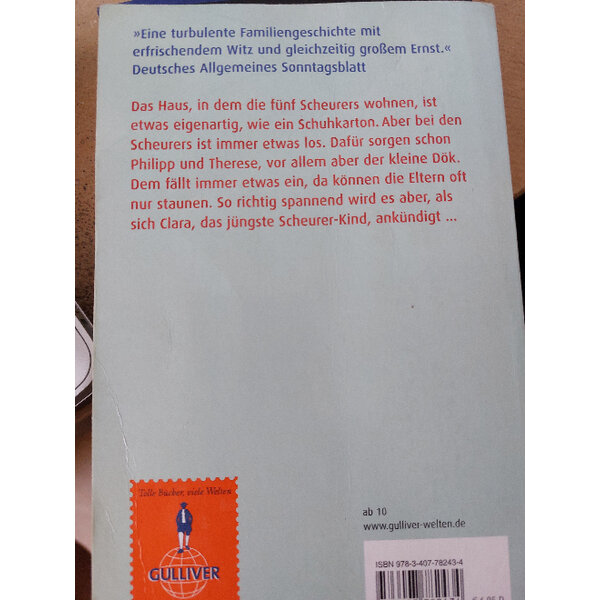 »Eine turbulente Familiengeschichte mit
erfrischendem Witz und gleichzeitig großem Ernst.«
Deutsches Allgemeines Sonntagsblatt
Das Haus, in dem die fünf Scheurers wohnen, ist
etwas eigenartig, wie ein Schuhkarton. Aber bei den
Scheurers ist immer etwas los. Dafür sorgen schon
Philipp und Therese, vor allem aber der kleine Dök.
Dem fällt immer etwas ein, da können die Eltern oft
nur staunen. So richtig spannend wird es aber, als
sich Clara, das jüngste Scheurer-Kind, ankündigt ...
Tolle Bücher, viele Welten
GULLIVER
ab 10
www.gulliver-welten.de
ISBN 978-3-407-78243-4